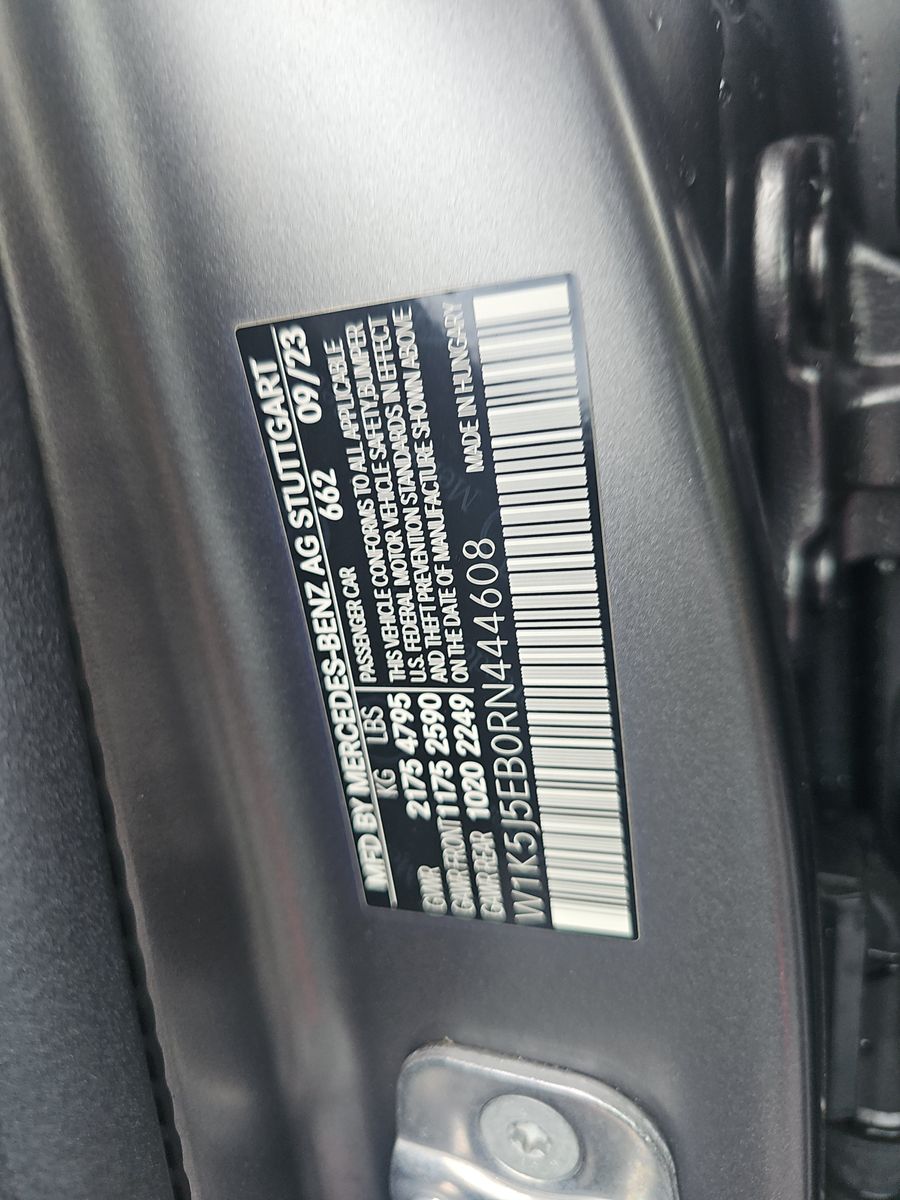 MFD BY MERCEDES-BENZ AG STUTTGART
662 09/23
KG LBS
GVWR 2175 4795
GAWR FRONT 1175 2590
GAWR REAR 1020 2249
PASSENGER CAR
THIS VEHICLE CONFORMS TO ALL APPLICABLE
U.S. FEDERAL MOTOR VEHICLE SAFETY,BUMPER
AND THEFT PREVENTION STANDARDS IN EFFECT
ON THE DATE OF MANUFACTURE SHOWN ABOVE
MADE IN HUNGARY
W1K5J5EB0RN444608